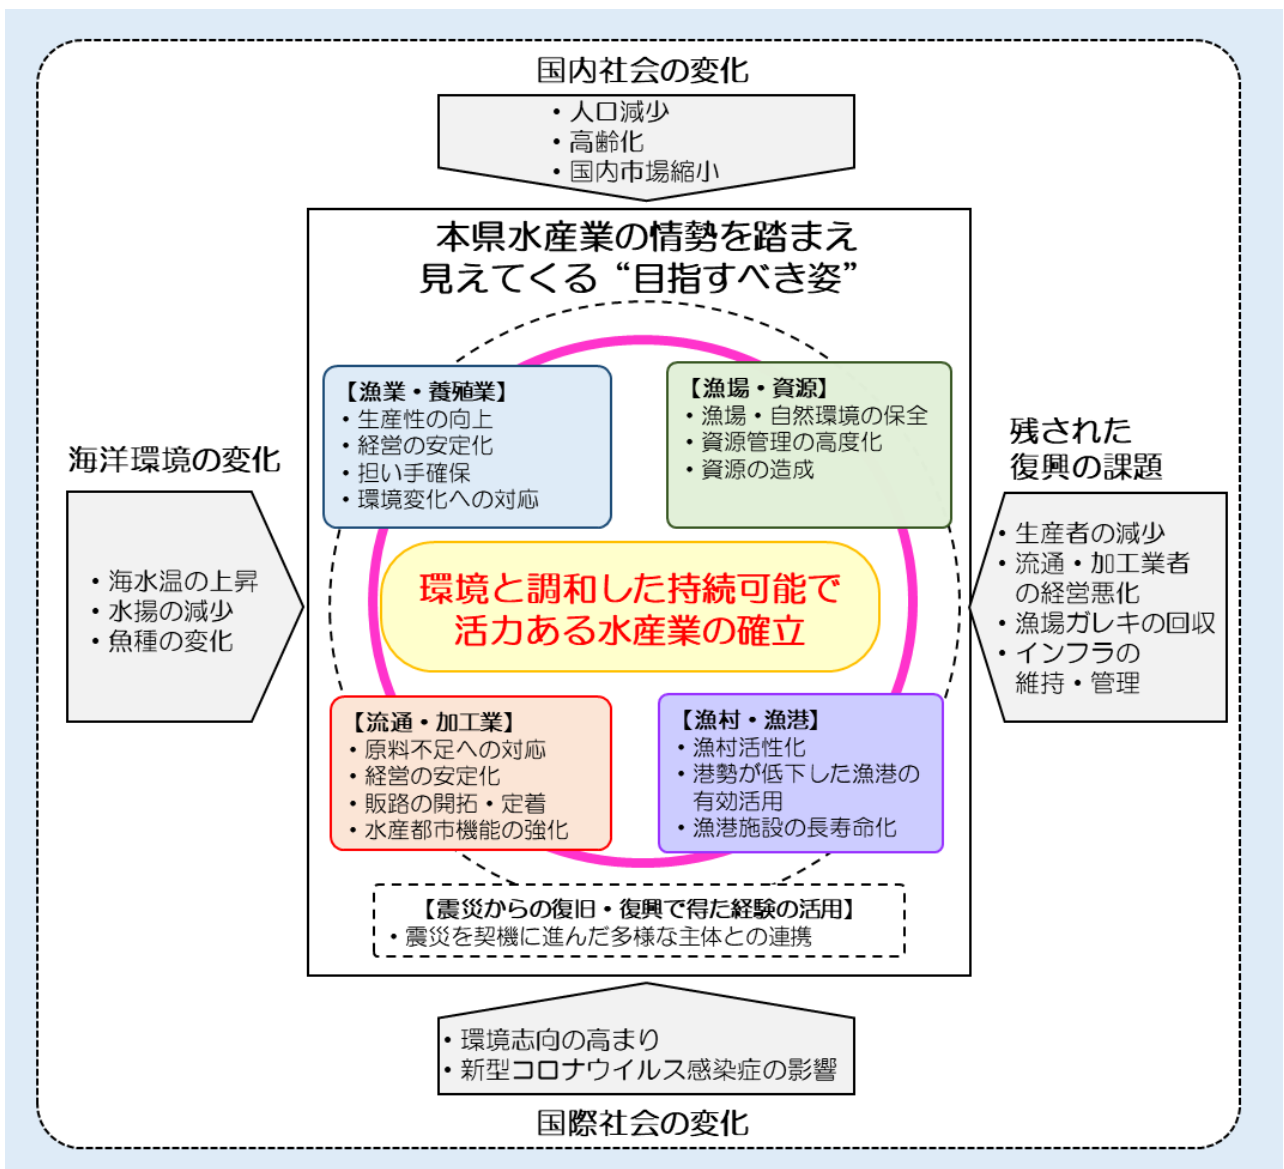 国内社会の変化
・人口減少
・高齢化
・国内市場縮小
本県水産業の情勢を踏まえ
見えてくる“目指すべき姿”
【漁業・養殖業】
・生産性の向上
・経営の安定化
・担い手確保
・環境変化への対応
【漁場・資源】
・漁場・自然環境の保全
・資源管理の高度化
・資源の造成
海洋環境の変化
・海水温の上昇
・水揚の減少
・魚種の変化
環境と調和した持続可能で
活力ある水産業の確立
残された
復興の課題
・生産者の減少
・流通・加工業者
の経営悪化
・漁場ガレキの回収
・インフラの
維持・管理
【流通・加工業】
・原料不足への対応
・経営の安定化
・販路の開拓・定着
・水産都市機能の強化
【漁村・漁港】
・漁村活性化
・港勢が低下した漁港の
有効活用
・漁港施設の長寿命化
【震災からの復旧・復興で得た経験の活用】
・震災を契機に進んだ多様な主体との連携
・環境志向の高まり
・新型コロナウイルス感染症の影響
国際社会の変化